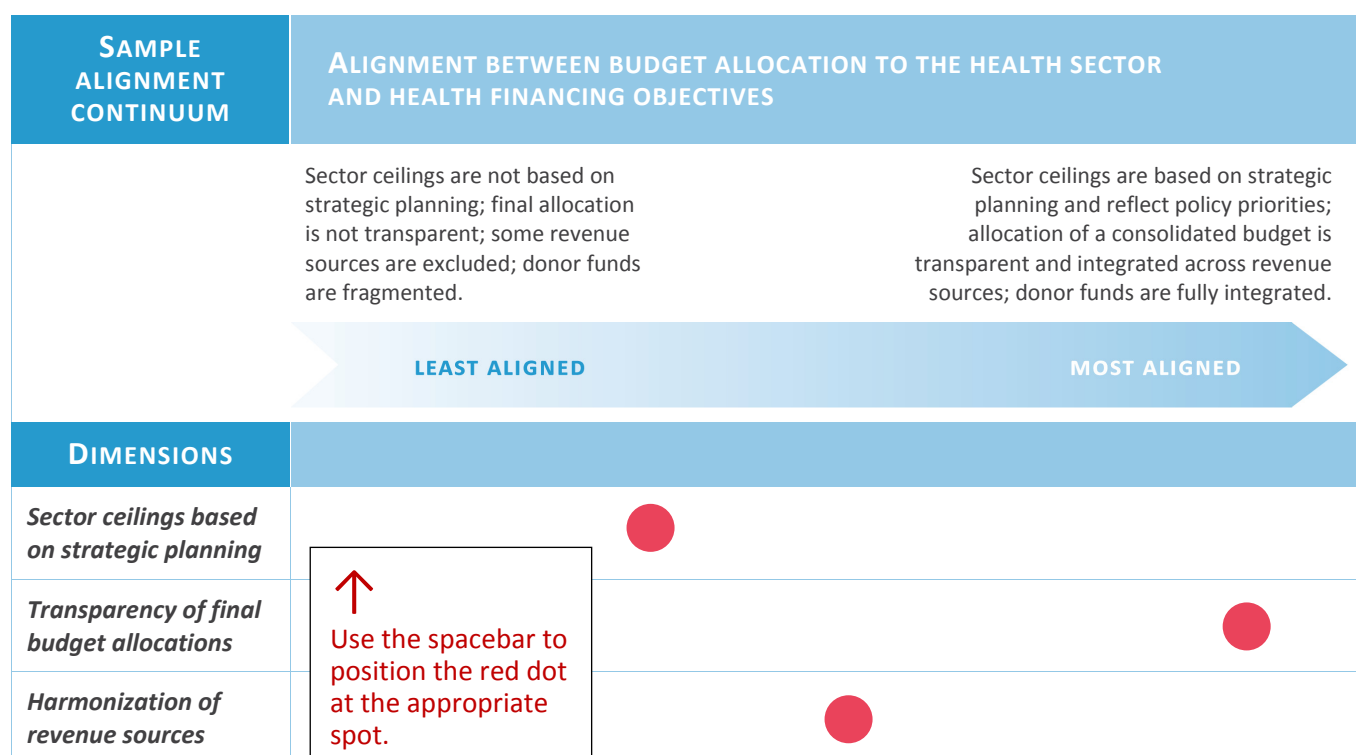 SAMPLE
ALIGNMENT
CONTINUUM
ALIGNMENT BETWEEN BUDGET ALLOCATION TO THE HEALTH SECTOR
AND HEALTH FINANCING OBJECTIVES
Sector ceilings are not based on
strategic planning; final allocation
is not transparent; some revenue
sources are excluded; donor funds
are fragmented.
Sector ceilings are based on strategic
planning and reflect policy priorities;
allocation of a consolidated budget is
transparent and integrated across revenue
sources; donor funds are fully integrated.
LEAST ALIGNED
MOST ALIGNED
DIMENSIONS
Sector ceilings based
on strategic planning
Transparency of final
budget allocations
Harmonization of
revenue sources
↑
Use the spacebar to
position the red dot
at the appropriate
spot.